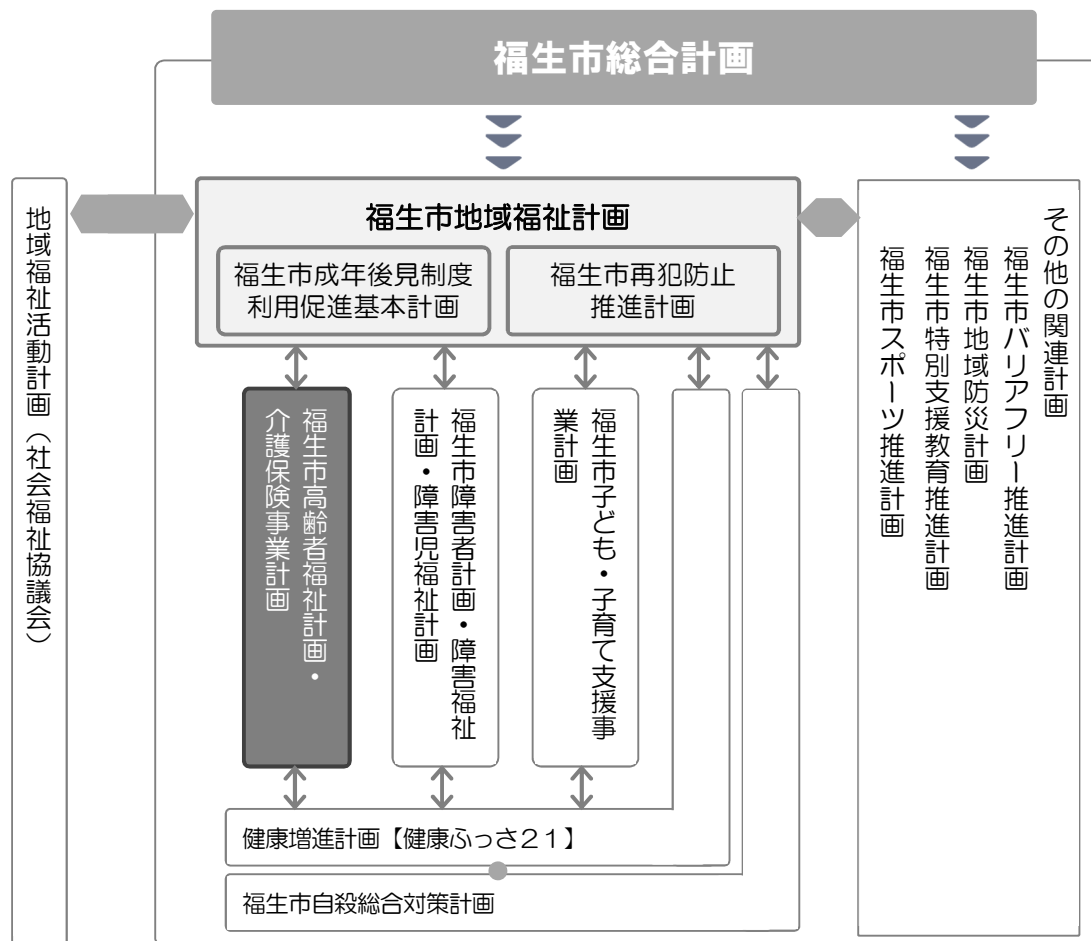 福生市総合計画
福生市地域福祉計画
福生市成年後見制度
利用促進基本計画
福生市再犯防止
推進計画
地域福祉活動計画（社会福祉協議会）
福生市高齢者福祉計画・
介護保険事業計画
福生市障害者計画・障害福祉
計画・障害児福祉計画
福生市子ども・子育て支援事
業計画
その他の関連計画
福生市バリアフリー推進計画
福生市地域防災計画
福生市特別支援教育推進計画
福生市スポーツ推進計画
健康増進計画【健康ふっさ２１】
福生市自殺総合対策計画